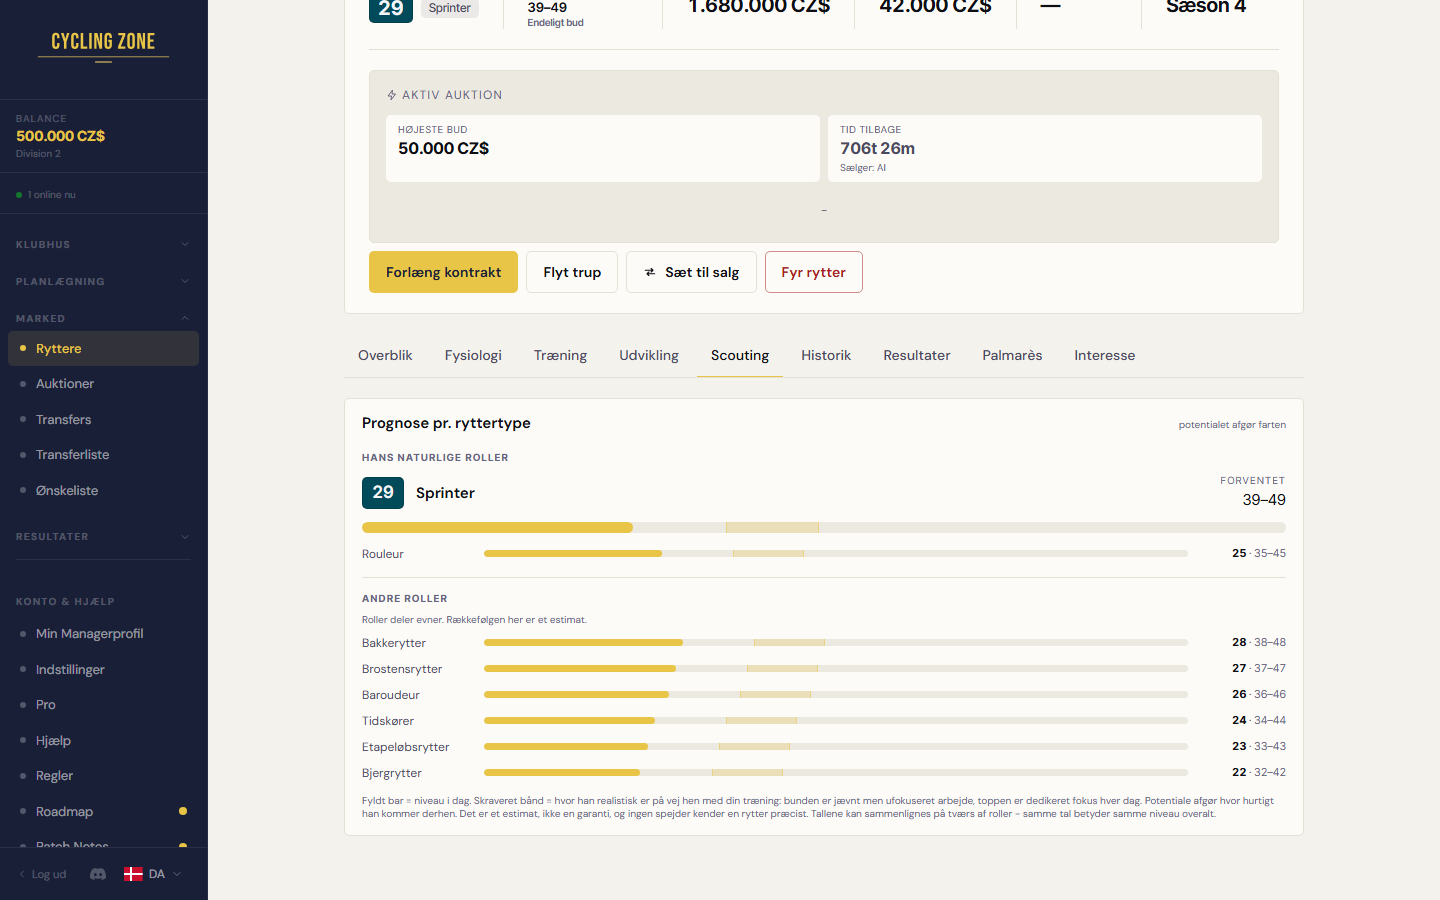 CYCLING ZONE
BALANCE
500.000 CZ$
Division 2
1 online nu
KLUBHUS
PLANLÆGNING
MARKED
Ryttere
Auktioner
Transfers
Transferliste
Ønskeliste
RESULTATER
KONTO & HJÆLP
Min Managerprofil
Indstillinger
Pro
Hjælp
Regler
Roadmap
Patch Notes
Log ud
DA
29 Sprinter
39–49
Endeligt bud
1.680.000 CZ$
42.000 CZ$
—
Sæson 4
AKTIV AUKTION
HØJESTE BUD
50.000 CZ$
TID TILBAGE
706t 26m
Sælger: AI
–
Forlæng kontrakt
Flyt trup
Sæt til salg
Fyr rytter
Overblik
Fysiologi
Træning
Udvikling
Scouting
Historik
Resultater
Palmarès
Interesse
Prognose pr. ryttertype
potentialet afgør farten
HANS NATURLIGE ROLLER
29 Sprinter
FORVENTET
39–49
Rouleur 25 · 35–45
ANDRE ROLLER
Roller deler evner. Rækkefølgen her er et estimat.
Bakkerytter 28 · 38–48
Brostensrytter 27 · 37–47
Baroudeur 26 · 36–46
Tidskører 24 · 34–44
Etapeløbsrytter 23 · 33–43
Bjergrytter 22 · 32–42
Fyldt bar = niveau i dag. Skraveret bånd = hvor han realistisk er på vej hen med din træning: bunden er jævnt men ufokuseret arbejde, toppen er dedikeret fokus hver dag. Potentiale afgør hvor hurtigt
han kommer derhen. Det er et estimat, ikke en garanti, og ingen spejder kender en rytter præcist. Tallene kan sammenlignes på tværs af roller – samme tal betyder samme niveau overalt.